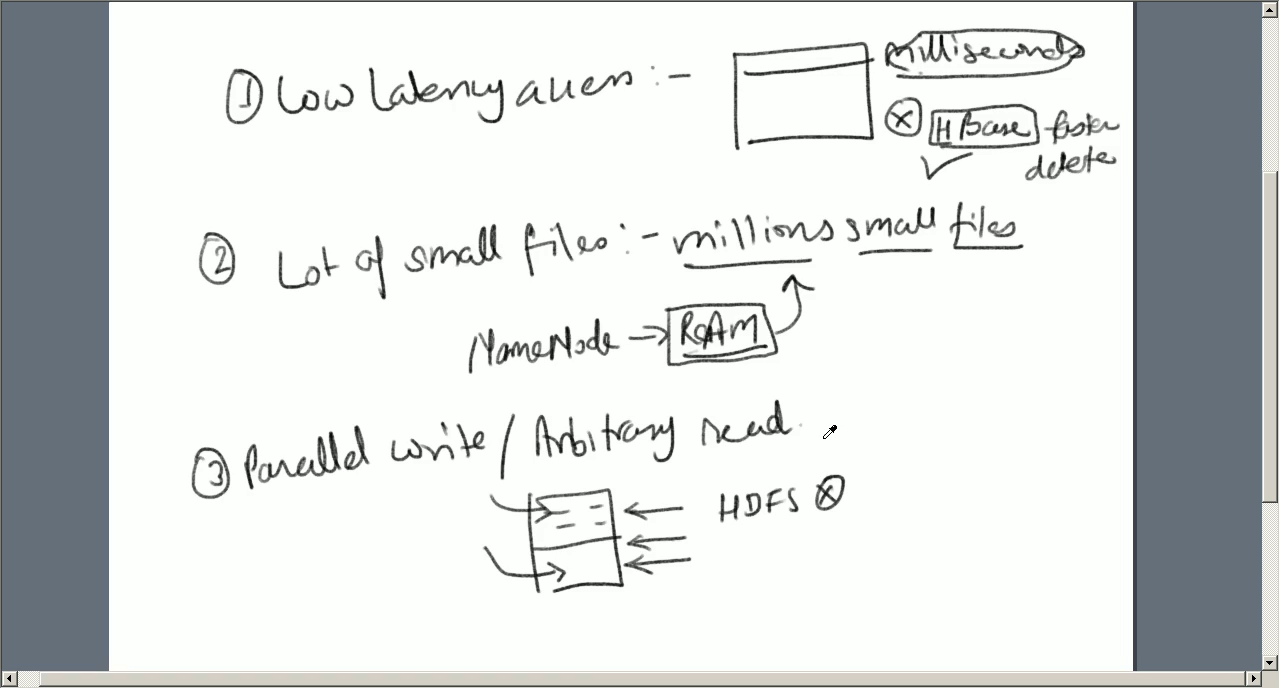 ① Low latency access :- milliseconds
ⓧ HBase - faster
delete
② Lot of small files :- millions small files
NameNode → RAM
③ Parallel write / Arbitrary read
HDFS ⓧ